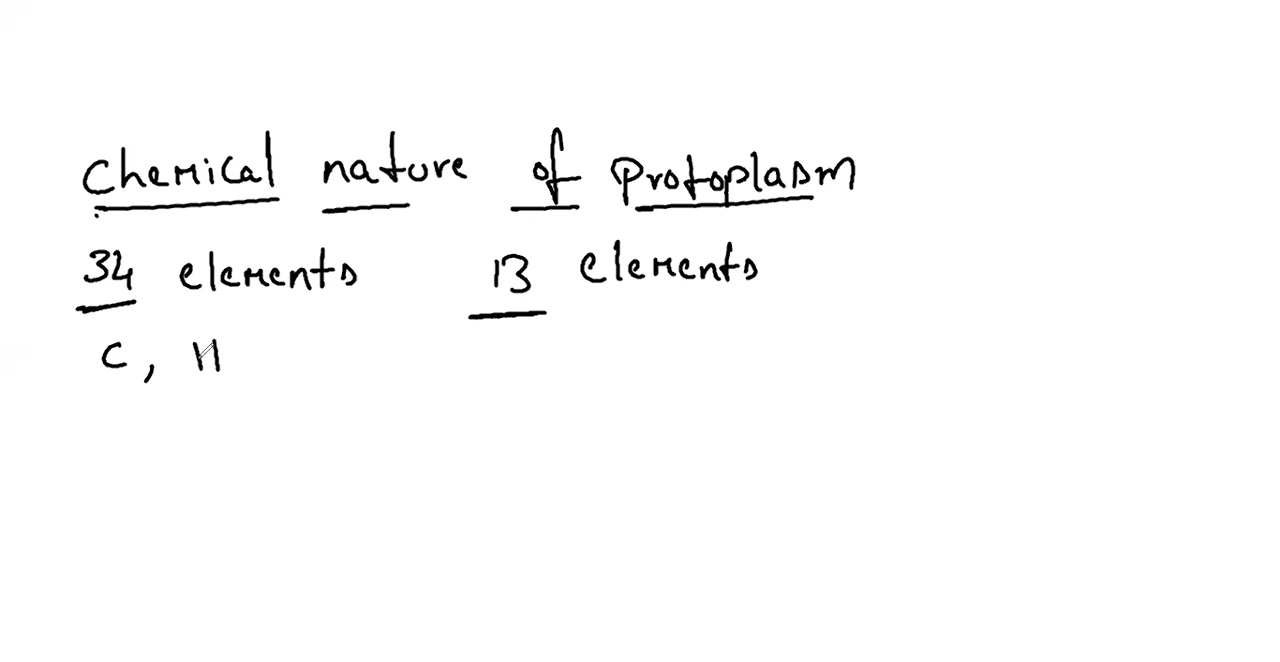 Chemical nature of Protoplasm
34 elements 13 elements
C, H